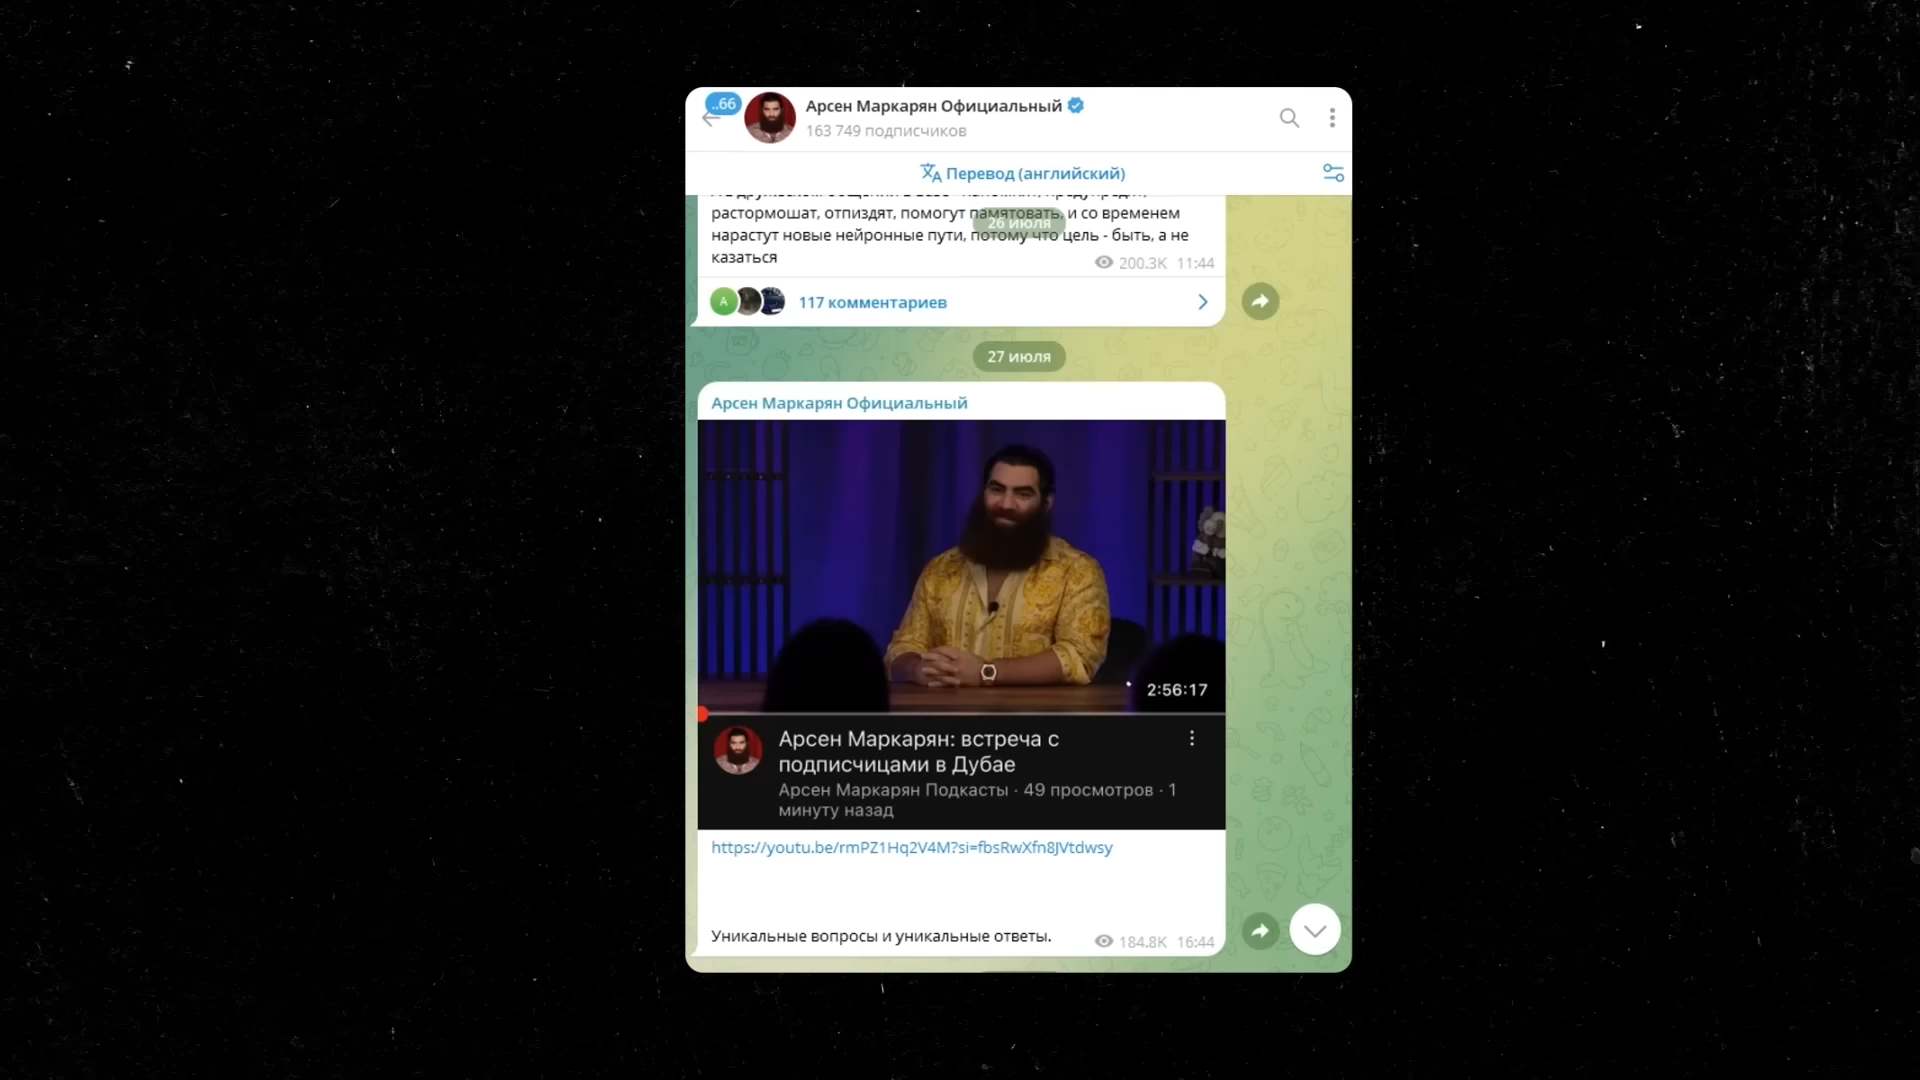 ..66
Арсен Маркарян Официальный
163 749 подписчиков
Перевод (английский)
растормошат, отпиздят, помогут памятовать, и со временем
26 июля
нарастут новые нейронные пути, потому что цель - быть, а не
казаться
200.3K 11:44
А
117 комментариев
27 июля
Арсен Маркарян Официальный
2:56:17
Арсен Маркарян: встреча с
подписчицами в Дубае
Арсен Маркарян Подкасты · 49 просмотров · 1
минуту назад
https://youtu.be/rmPZ1Hq2V4M?si=fbsRwXfn8JVtdwsy
Уникальные вопросы и уникальные ответы.
184.8K 16:44